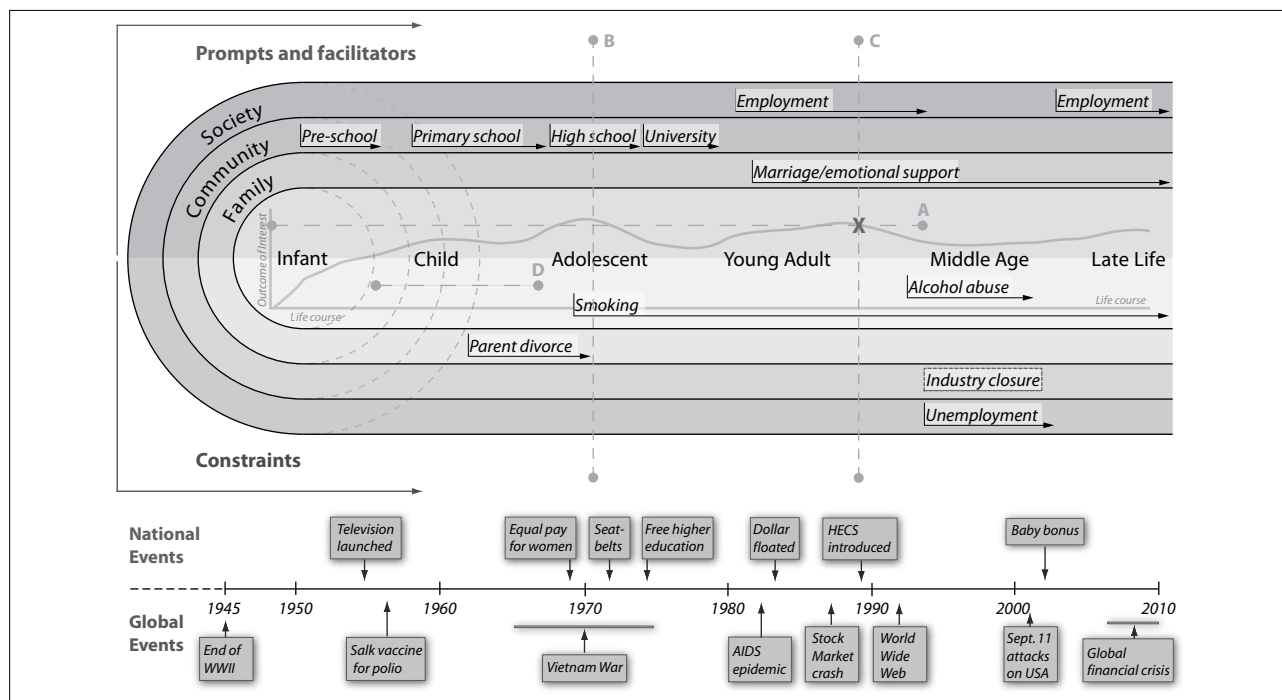 B
C
Prompts and facilitators
Society
Employment
Employment
Community
Pre-school
Primary school
High school
University
Family
Marriage/emotional support
Outcome of Interest
X
A
Infant
Child
Adolescent
Young Adult
Middle Age
Late Life
D
Alcohol abuse
Smoking
Life course
Life course
Parent divorce
Industry closure
Unemployment
Constraints
National
Events
Television
launched
Equal pay
for women
Seat-
belts
Free higher
education
Dollar
floated
HECS
introduced
Baby bonus
1945
1950
1960
1970
1980
1990
2000
2010
Global
Events
End of
WWII
Salk vaccine
for polio
Vietnam War
AIDS
epidemic
Stock
Market
crash
World
Wide
Web
Sept. 11
attacks
on USA
Global
financial crisis